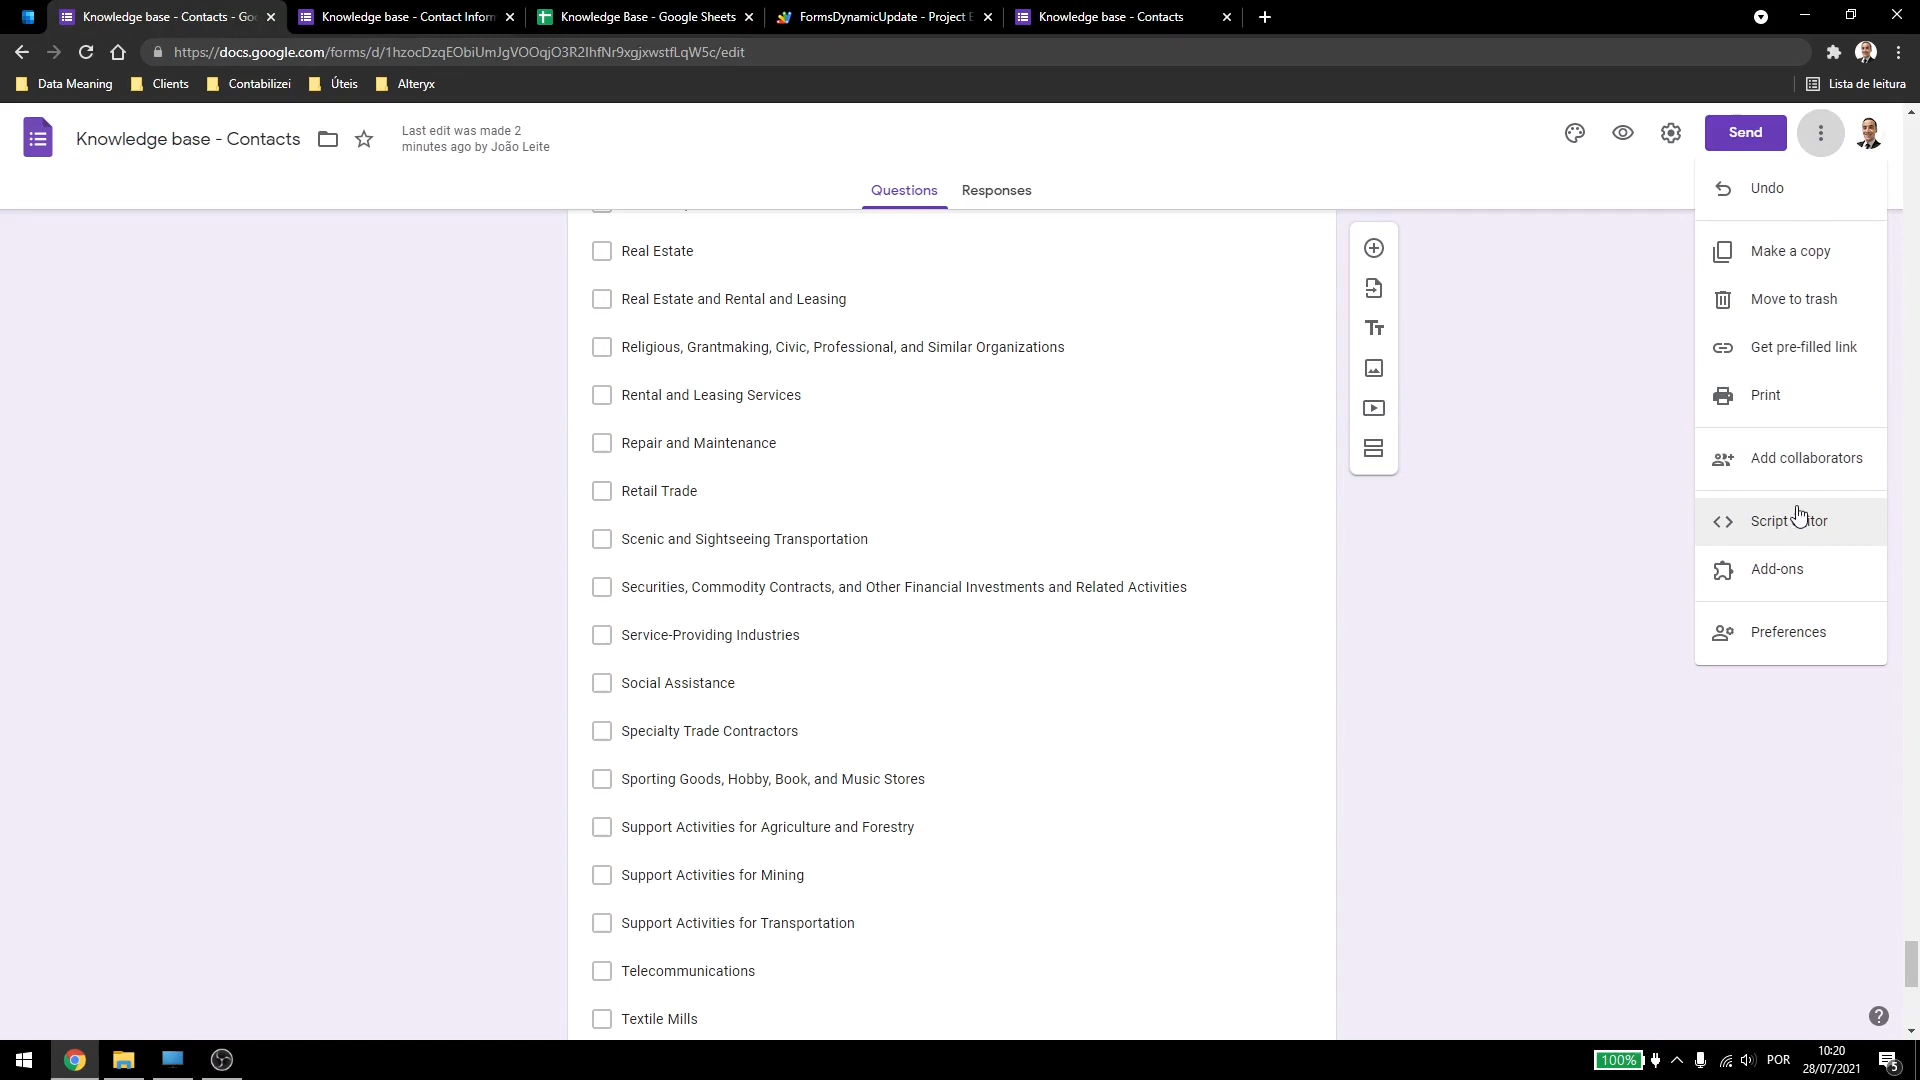 Knowledge base - Contacts - Go
Knowledge base - Contact Inform
Knowledge Base - Google Sheets
FormsDynamicUpdate - Project E
Knowledge base - Contacts
https://docs.google.com/forms/d/1hzocDzqEObiUmJgVOOqjO3R2IhfNr9xgjxwstfLqW5c/edit
Data Meaning
Clients
Contabilizei
Úteis
Alteryx
Lista de leitura
Knowledge base - Contacts
Last edit was made 2
minutes ago by João Leite
Send
Questions
Responses
Undo
Make a copy
Move to trash
Get pre-filled link
Print
Add collaborators
Script
Add-ons
Preferences
Real Estate
Real Estate and Rental and Leasing
Religious, Grantmaking, Civic, Professional, and Similar Organizations
Rental and Leasing Services
Repair and Maintenance
Retail Trade
Scenic and Sightseeing Transportation
Securities, Commodity Contracts, and Other Financial Investments and Related Activities
Service-Providing Industries
Social Assistance
Specialty Trade Contractors
Sporting Goods, Hobby, Book, and Music Stores
Support Activities for Agriculture and Forestry
Support Activities for Mining
Support Activities for Transportation
Telecommunications
Textile Mills
100%
POR
10:20
28/07/2021
5